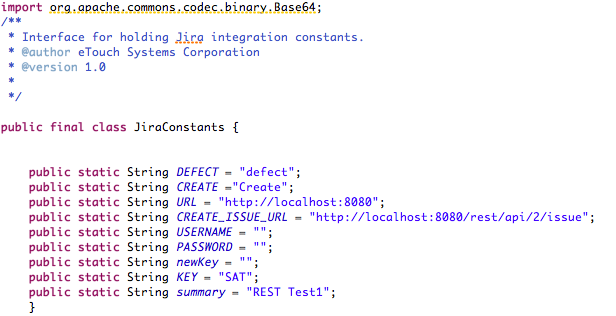 import org.apache.commons.codec.binary.Base64;
/**
 * Interface for holding Jira integration constants.
 * @author eTouch Systems Corporation
 * @version 1.0
 *
 */
public final class JiraConstants {
    public static String DEFECT = "defect";
    public static String CREATE ="Create";
    public static String URL = "http://localhost:8080";
    public static String CREATE_ISSUE_URL = "http://localhost:8080/rest/api/2/issue";
    public static String USERNAME = "";
    public static String PASSWORD = "";
    public static String newKey = "";
    public static String KEY = "SAT";
    public static String summary = "REST Test1";
    }